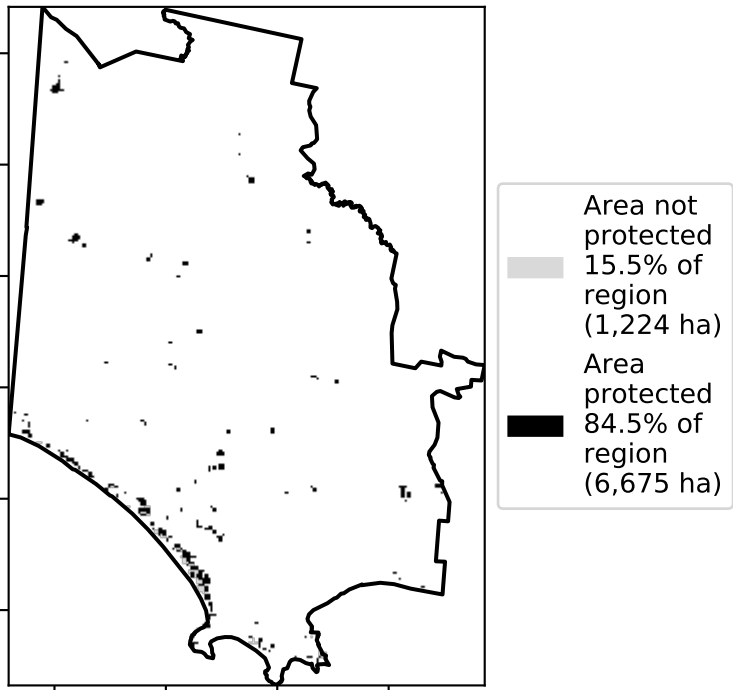 Area not
protected
15.5% of
region
(1,224 ha)
Area
protected
84.5% of
region
(6,675 ha)